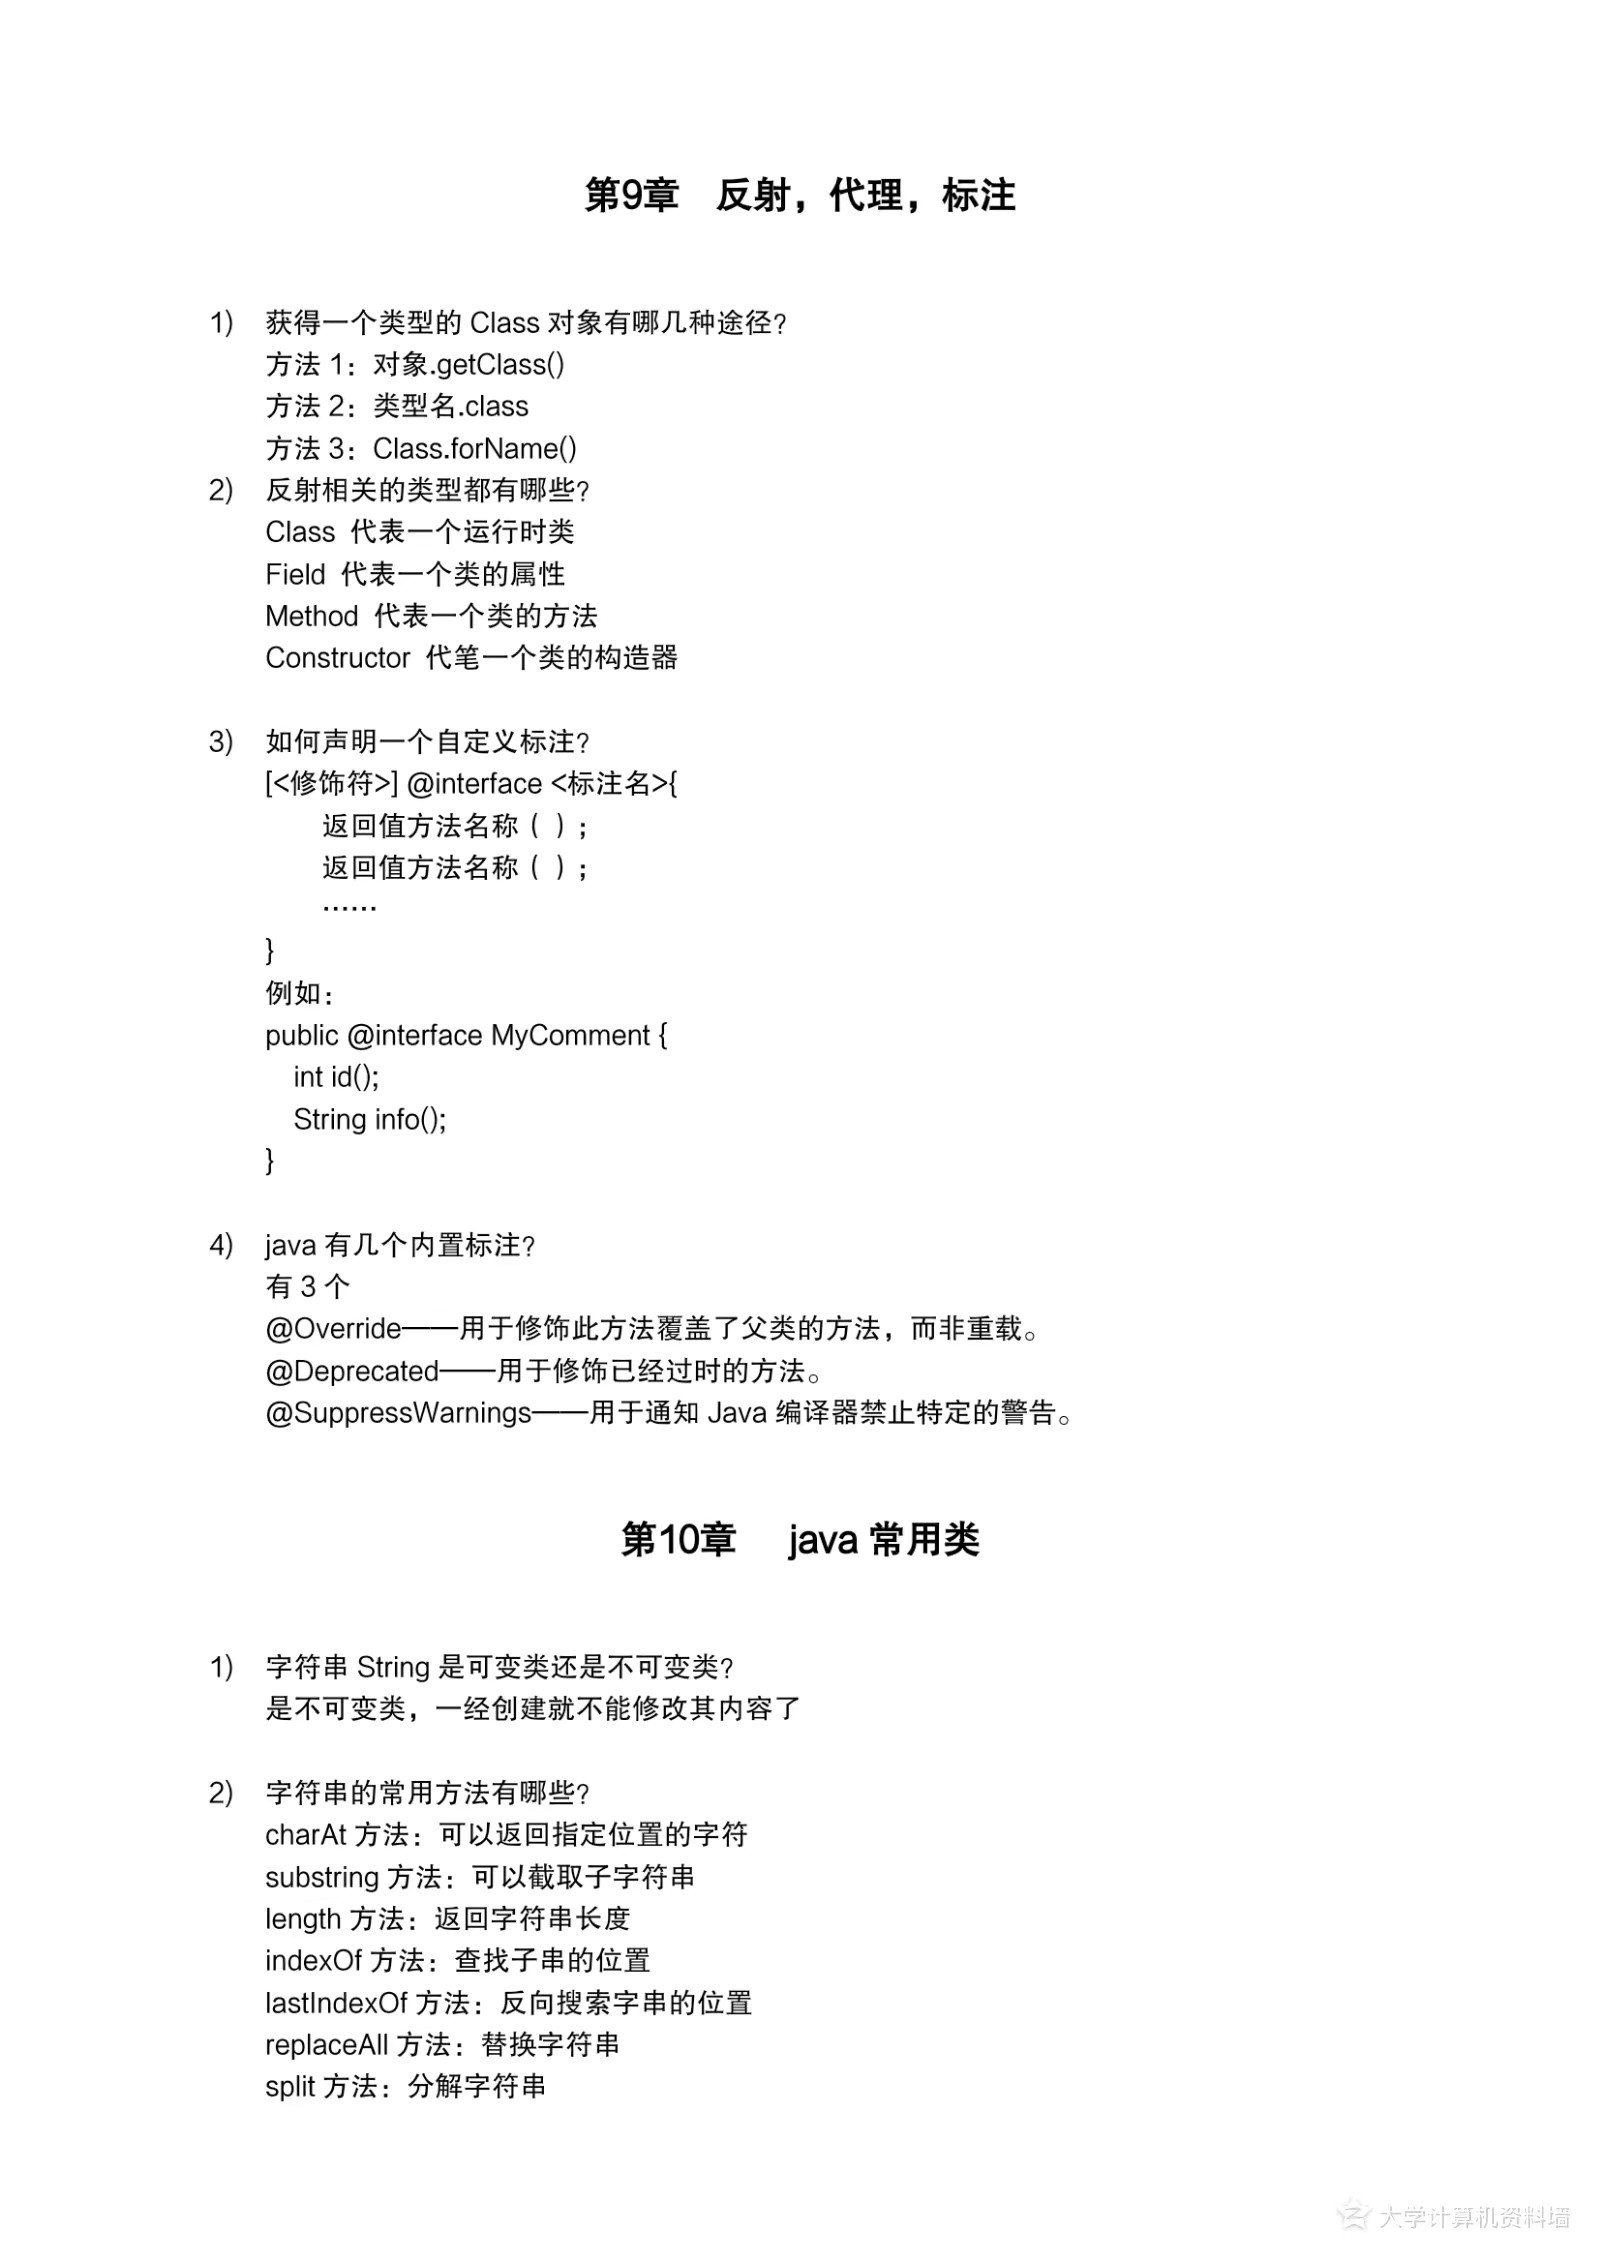 第9章 反射，代理，标注
1) 获得一个类型的 Class 对象有哪几种途径?
方法 1：对象.getClass()
方法 2：类型名.class
方法 3：Class.forName()
2) 反射相关的类型都有哪些?
Class 代表一个运行时类
Field 代表一个类的属性
Method 代表一个类的方法
Constructor 代笔一个类的构造器
3) 如何声明一个自定义标注?
[<修饰符>] @interface <标注名>{
返回值方法名称（ ）；
返回值方法名称（ ）；
……
}
例如：
public @interface MyComment {
int id();
String info();
}
4) java 有几个内置标注?
有 3 个
@Override——用于修饰此方法覆盖了父类的方法，而非重载。
@Deprecated——用于修饰已经过时的方法。
@SuppressWarnings——用于通知 Java 编译器禁止特定的警告。
第10章 java 常用类
1) 字符串 String 是可变类还是不可变类?
是不可变类，一经创建就不能修改其内容了
2) 字符串的常用方法有哪些?
charAt 方法：可以返回指定位置的字符
substring 方法：可以截取子字符串
length 方法：返回字符串长度
indexOf 方法：查找子串的位置
lastIndexOf 方法：反向搜索字串的位置
replaceAll 方法：替换字符串
split 方法：分解字符串
大学计算机资料墙